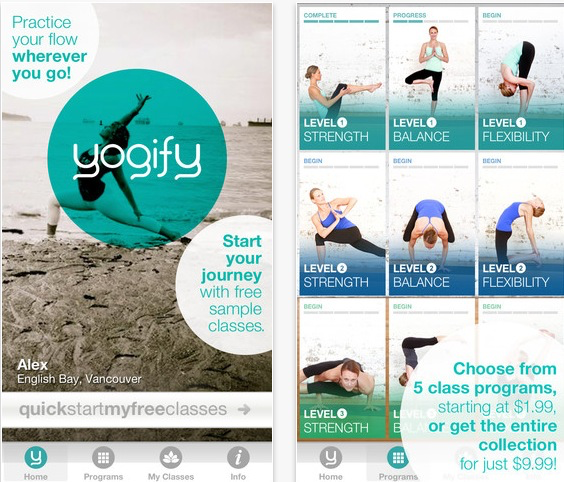 Practice
your flow
wherever
you go!
yogify
Start
your
journey
with free
sample
classes.
Alex
English Bay, Vancouver
quickstartmyfreeclasses
Home
Programs
My Classes
Info
COMPLETE
PROGRESS
BEGIN
LEVEL 1
STRENGTH
LEVEL 1
BALANCE
LEVEL 1
FLEXIBILITY
BEGIN
BEGIN
BEGIN
LEVEL 2
STRENGTH
LEVEL 2
BALANCE
LEVEL 2
FLEXIBILITY
BEGIN
BEGIN
BEGIN
LEVEL 3
STRENGTH
LEVEL
BALANCE
Choose from
5 class programs,
starting at $1.99,
or get the entire
collection
for just $9.99!
Home
Programs